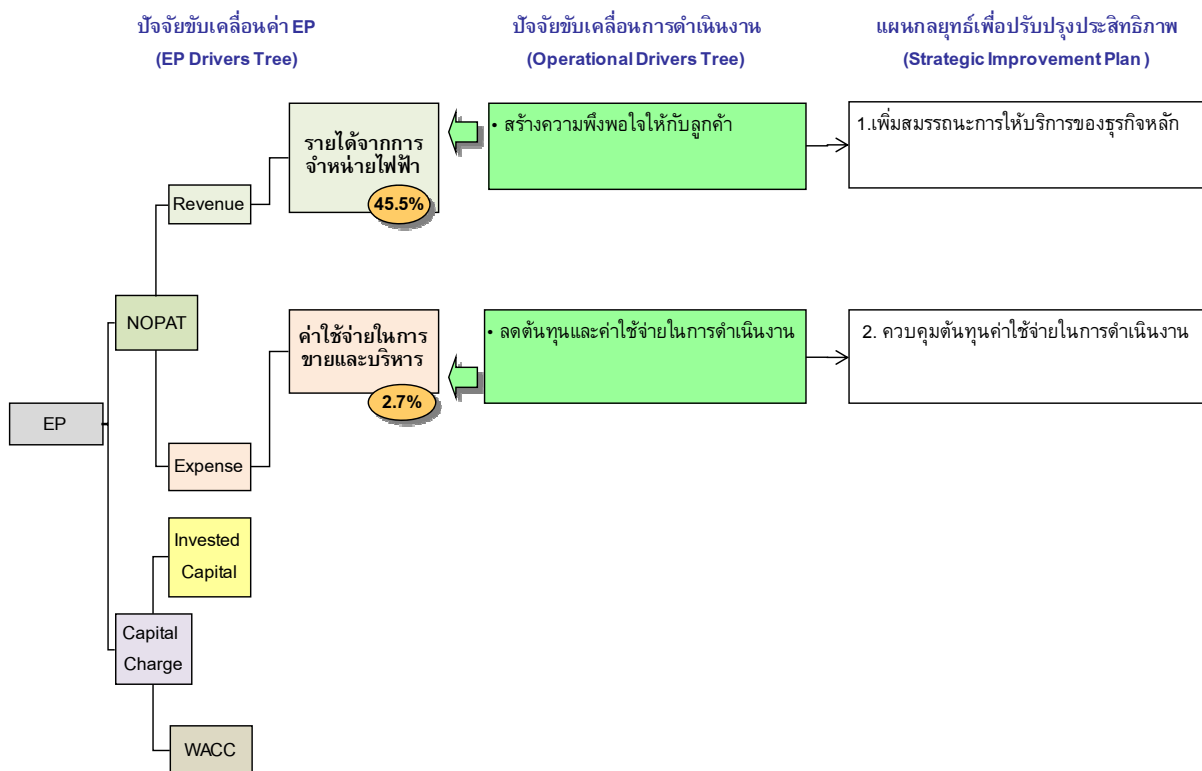 ปัจจัยขับเคลื่อนค่า EP
(EP Drivers Tree)
ปัจจัยขับเคลื่อนการดำเนินงาน
(Operational Drivers Tree)
แผนกลยุทธ์เพื่อปรับปรุงประสิทธิภาพ
(Strategic Improvement Plan )
รายได้จากการ
จำหน่ายไฟฟ้า
45.5%
• สร้างความพึงพอใจให้กับลูกค้า
1.เพิ่มสมรรถนะการให้บริการของธุรกิจหลัก
Revenue
NOPAT
ค่าใช้จ่ายในการ
ขายและบริหาร
2.7%
• ลดต้นทุนและค่าใช้จ่ายในการดำเนินงาน
2. ควบคุมต้นทุนค่าใช้จ่ายในการดำเนินงาน
EP
Expense
Invested
Capital
Capital
Charge
WACC